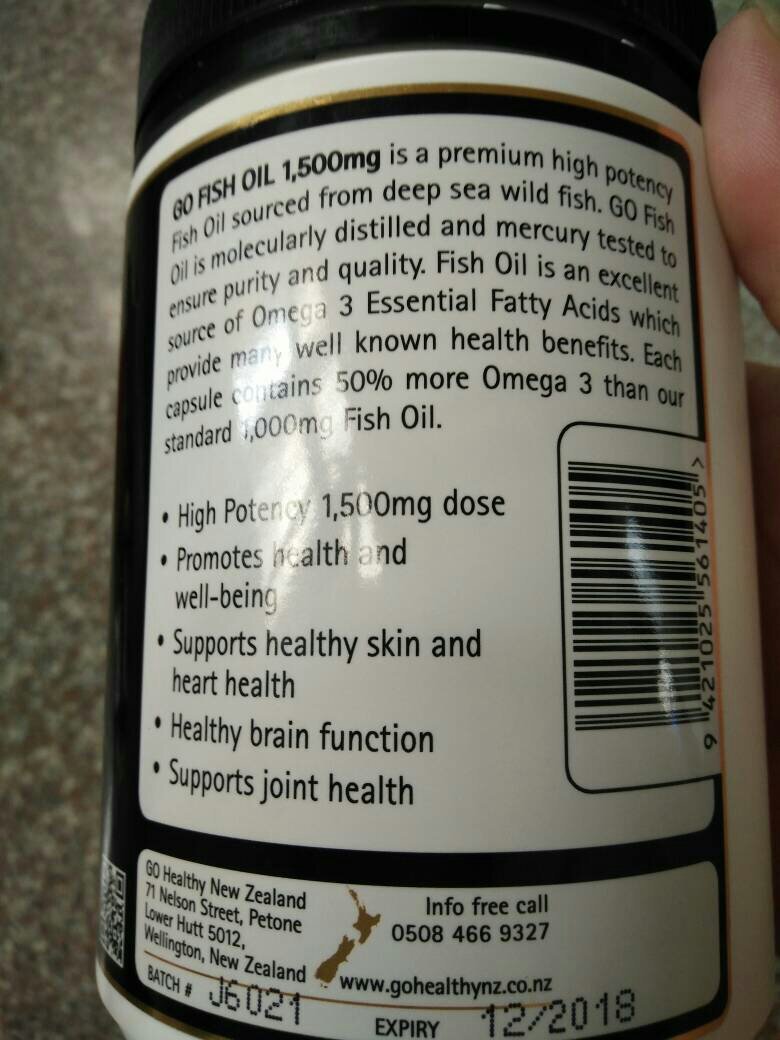 GO FISH OIL 1,500mg is a premium high potency
Fish Oil sourced from deep sea wild fish. GO Fish
Oil is molecularly distilled and mercury tested to
ensure purity and quality. Fish Oil is an excellent
source of Omega 3 Essential Fatty Acids which
provide many well known health benefits. Each
capsule contains 50% more Omega 3 than our
standard 1,000mg Fish Oil.
• High Potency 1,500mg dose
• Promotes health and
well-being
• Supports healthy skin and
heart health
• Healthy brain function
• Supports joint health
9 421025 561405 >
GO Healthy New Zealand
71 Nelson Street, Petone
Lower Hutt 5012,
Wellington, New Zealand
Info free call
0508 466 9327
www.gohealthynz.co.nz
BATCH # J6021
EXPIRY 12/2018